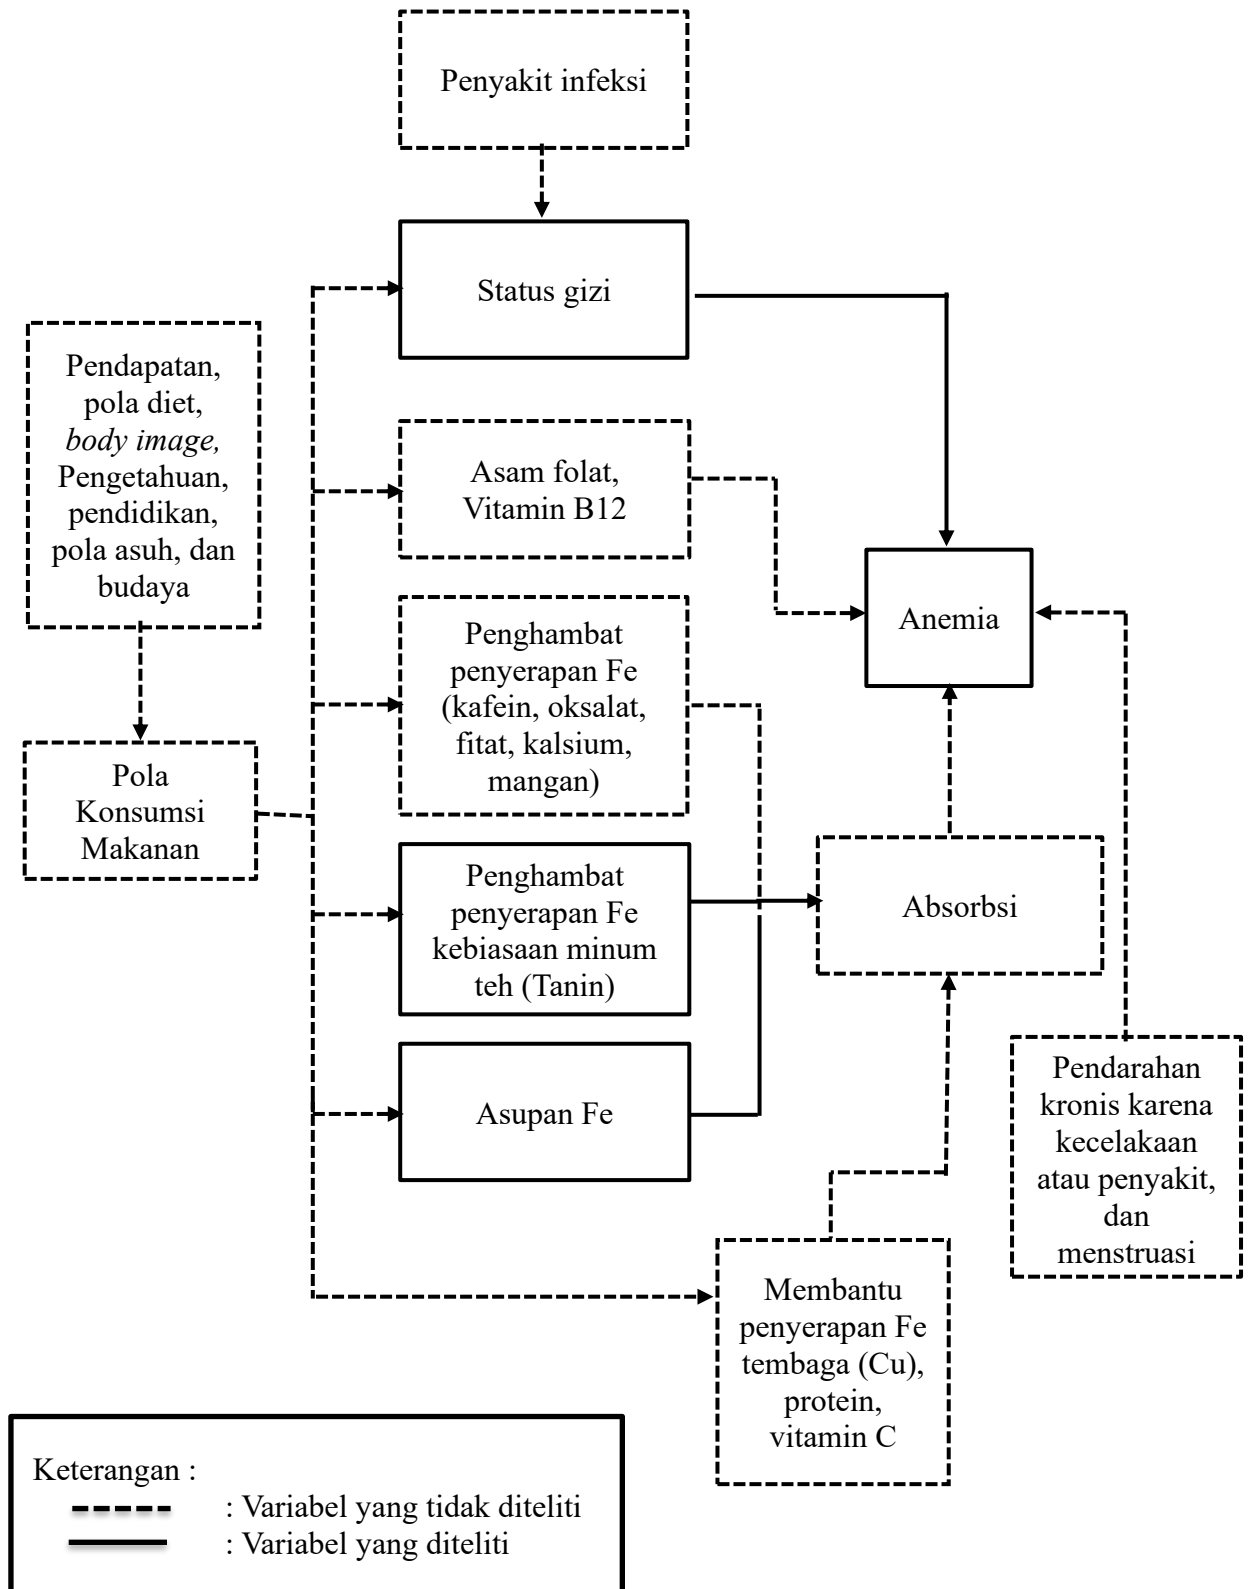 Penyakit infeksi
Status gizi
Pendapatan,
pola diet,
body image,
Pengetahuan,
pendidikan,
pola asuh, dan
budaya
Asam folat,
Vitamin B12
Anemia
Penghambat
penyerapan Fe
(kafein, oksalat,
fitat, kalsium,
mangan)
Pola
Konsumsi
Makanan
Penghambat
penyerapan Fe
kebiasaan minum
teh (Tanin)
Absorbsi
Asupan Fe
Pendarahan
kronis karena
kecelakaan
atau penyakit,
dan
menstruasi
Membantu
penyerapan Fe
tembaga (Cu),
protein,
vitamin C
Keterangan :
: Variabel yang tidak diteliti
: Variabel yang diteliti